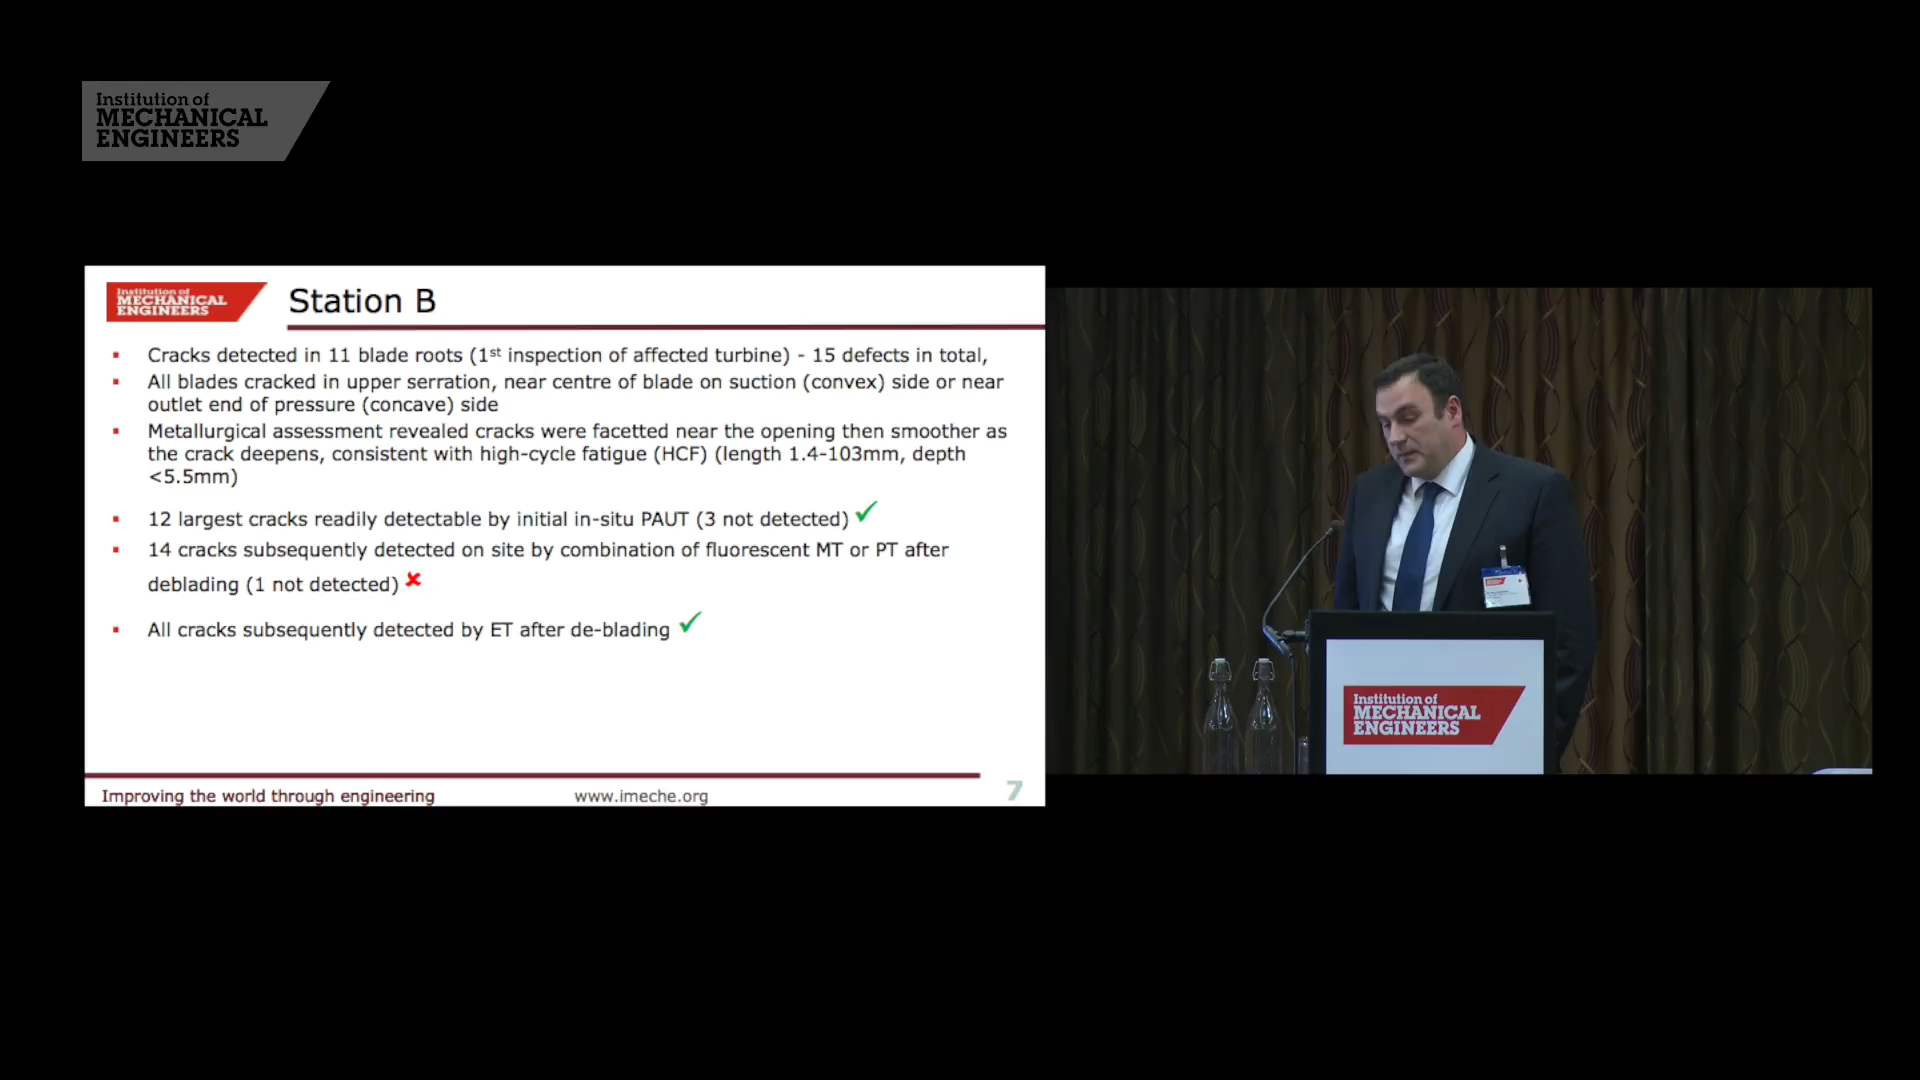 Institution of
MECHANICAL
ENGINEERS
Institution of
MECHANICAL
ENGINEERS
Station B
▪ Cracks detected in 11 blade roots (1st inspection of affected turbine) - 15 defects in total,
▪ All blades cracked in upper serration, near centre of blade on suction (convex) side or near
outlet end of pressure (concave) side
▪ Metallurgical assessment revealed cracks were facetted near the opening then smoother as
the crack deepens, consistent with high-cycle fatigue (HCF) (length 1.4-103mm, depth
<5.5mm)
▪ 12 largest cracks readily detectable by initial in-situ PAUT (3 not detected) ✓
▪ 14 cracks subsequently detected on site by combination of fluorescent MT or PT after
deblading (1 not detected) ✘
▪ All cracks subsequently detected by ET after de-blading ✓
Improving the world through engineering
www.imeche.org
7
Institution of
MECHANICAL
ENGINEERS